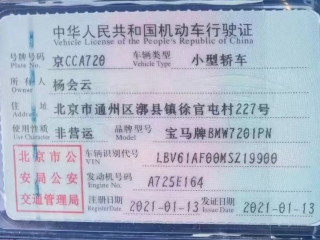 中华人民共和国机动车行驶证
Vehicle License of the People's Republic of China
号牌号码 京CCA720 车辆类型 小型轿车
Plate No. Vehicle Type
所有人 杨会云
Owner
住址 北京市通州区漷县镇徐官屯村227号
Address
使用性质 非营运 品牌型号 宝马牌BMW7201PN
Use Character Model
北京市公
安局公安
交通管理局
车辆识别代号 LBV61AF00MSZ19900
VIN
发动机号码 A725E164
Engine No.
注册日期 2021-01-13 发证日期 2021-01-13
Register Date Issue Date